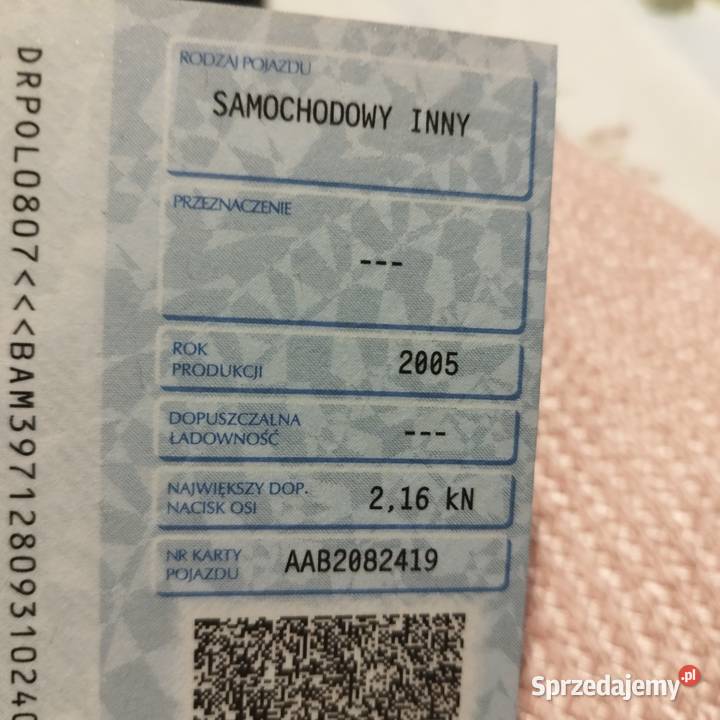 RODZAJ POJAZDU
SAMOCHODOWY INNY
PRZEZNACZENIE
---
ROK
PRODUKCJI
2005
DOPUSZCZALNA
ŁADOWNOŚĆ
---
NAJWIĘKSZY DOP.
NACISK OSI
2,16 kN
NR KARTY
POJAZDU
AAB2082419
DRPOL0807<<<BAM39712809310240
Sprzedajemy.pl